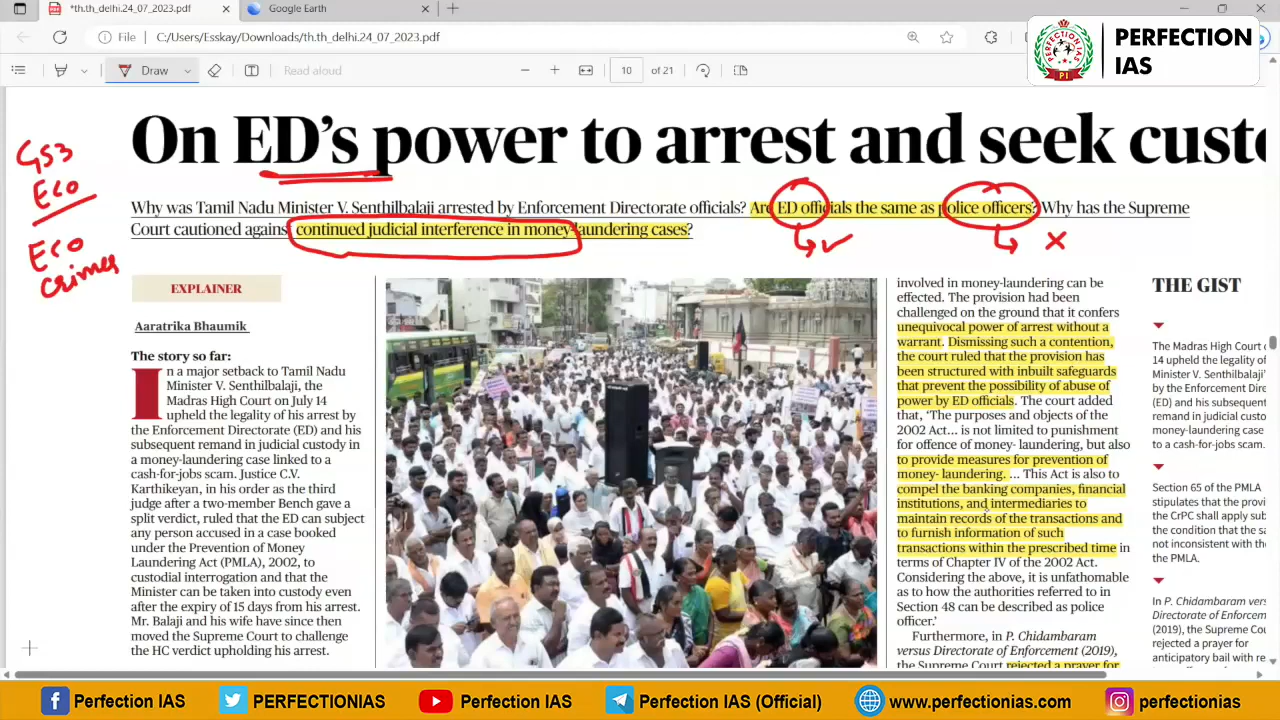 *th.th_delhi.24_07_2023.pdf
Google Earth
File
C:/Users/Esskay/Downloads/th.th_delhi.24_07_2023.pdf
Draw
Read aloud
10
of 21
PERFECTION
IAS
GS3
ECO
ECO
crimes
On ED's power to arrest and seek custo
Why was Tamil Nadu Minister V. Senthilbalaji arrested by Enforcement Directorate officials? Are ED officials the same as police officers? Why has the Supreme
Court cautioned against continued judicial interference in money-laundering cases?
EXPLAINER
Aaratrika Bhaumik
The story so far:
In a major setback to Tamil Nadu
Minister V. Senthilbalaji, the
Madras High Court on July 14
upheld the legality of his arrest by
the Enforcement Directorate (ED) and his
subsequent remand in judicial custody in
a money-laundering case linked to a
cash-for-jobs scam. Justice C.V.
Karthikeyan, in his order as the third
judge after a two-member Bench gave a
split verdict, ruled that the ED can subject
any person accused in a case booked
under the Prevention of Money
Laundering Act (PMLA), 2002, to
custodial interrogation and that the
Minister can be taken into custody even
after the expiry of 15 days from his arrest.
Mr. Balaji and his wife have since then
moved the Supreme Court to challenge
the HC verdict upholding his arrest.
involved in money-laundering can be
effected. The provision had been
challenged on the ground that it confers
unequivocal power of arrest without a
warrant. Dismissing such a contention,
the court ruled that the provision has
been structured with inbuilt safeguards
that prevent the possibility of abuse of
power by ED officials. The court added
that, 'The purposes and objects of the
2002 Act... is not limited to punishment
for offence of money- laundering, but also
to provide measures for prevention of
money- laundering. ... This Act is also to
compel the banking companies, financial
institutions, and intermediaries to
maintain records of the transactions and
to furnish information of such
transactions within the prescribed time in
terms of Chapter IV of the 2002 Act.
Considering the above, it is unfathomable
as to how the authorities referred to in
Section 48 can be described as police
officer.'
Furthermore, in P. Chidambaram
versus Directorate of Enforcement (2019),
the Supreme Court rejected a prayer for
THE GIST
The Madras High Court o
14 upheld the legality of
Minister V. Senthilbalaji'
by the Enforcement Dire
(ED) and his subsequent
remand in judicial custo
money-laundering case
to a cash-for-jobs scam.
Section 65 of the PMLA
stipulates that the provi
the CrPC shall apply sub
the condition that the sa
not inconsistent with the
the PMLA.
In P. Chidambaram vers
Directorate of Enforcem
(2019), the Supreme Cou
rejected a prayer for
anticipatory bail with re
Perfection IAS
PERFECTIONIAS
Perfection IAS
Perfection IAS (Official)
www.perfectionias.com
perfectionias